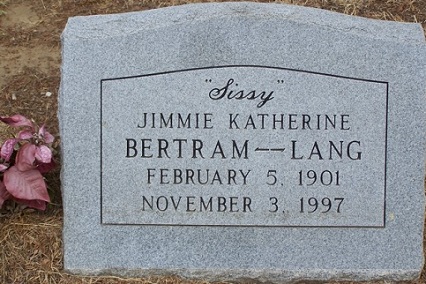 "Sissy"
JIMMIE KATHERINE
BERTRAM--LANG
FEBRUARY 5, 1901
NOVEMBER 3, 1997